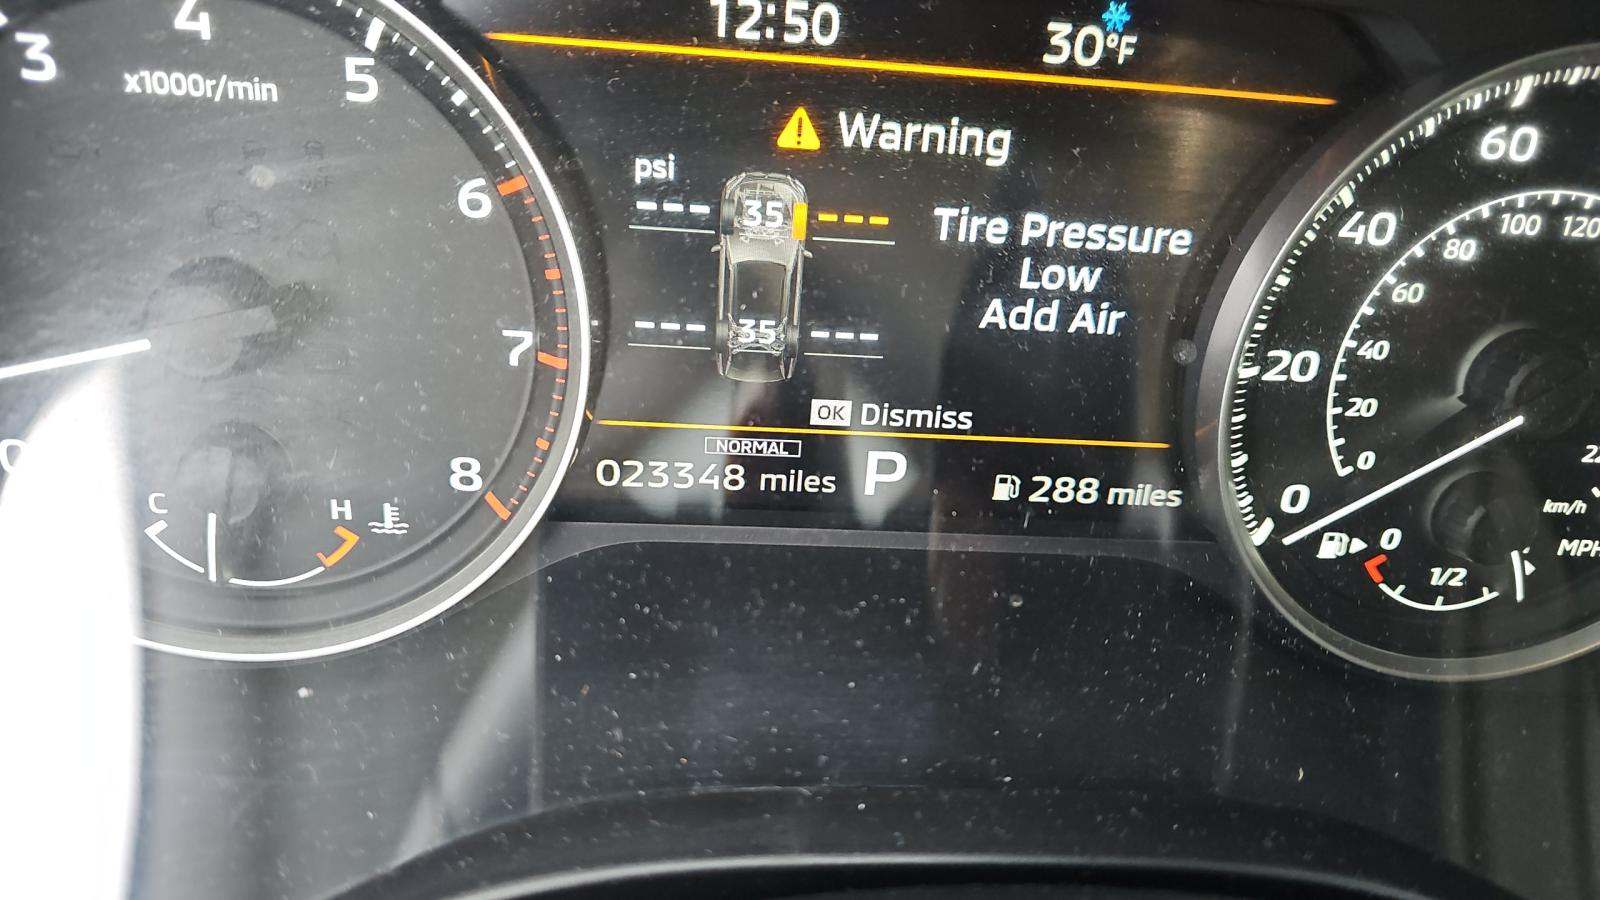 12:50
30°F
3
4
5
x1000r/min
6
7
8
C
H
Warning
psi
--- 35 ---
--- 35 ---
Tire Pressure
Low
Add Air
OK Dismiss
NORMAL
023348 miles
P
288 miles
60
40
20
0
120
100
80
60
40
20
0
km/h
MPH
0
1/2